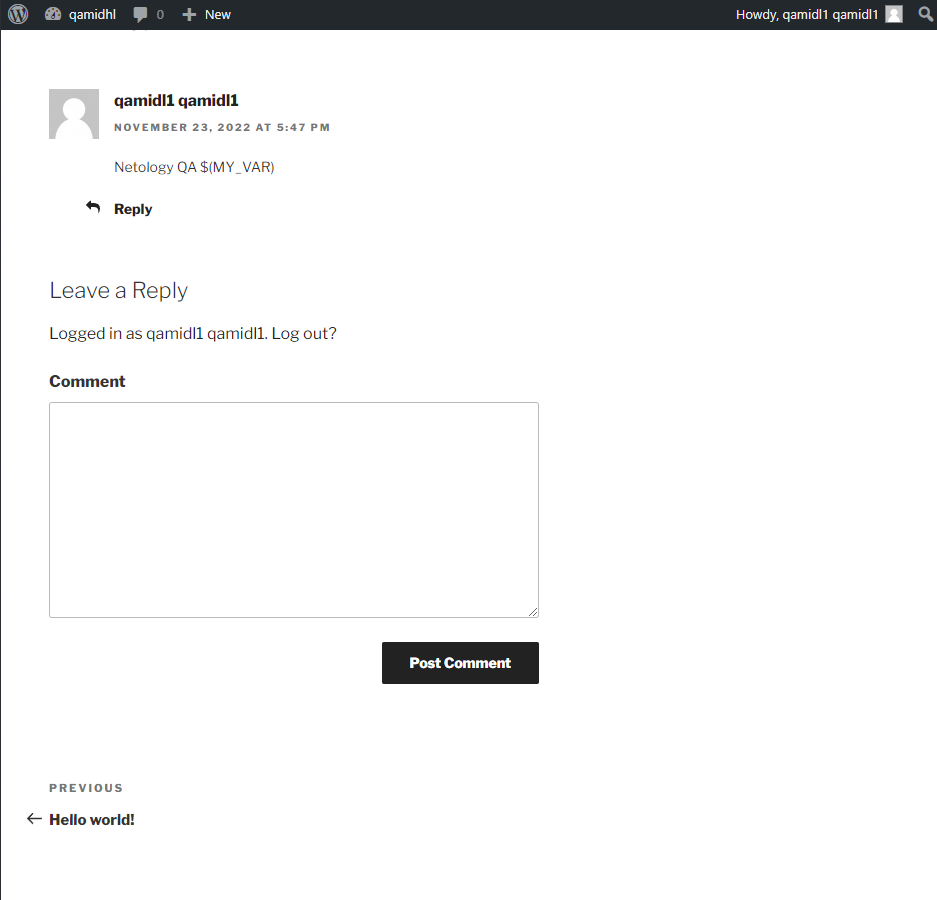 qamidhl 0 New Howdy, qamidl1 qamidl1
qamidl1 qamidl1
NOVEMBER 23, 2022 AT 5:47 PM
Netology QA $(MY_VAR)
Reply
Leave a Reply
Logged in as qamidl1 qamidl1. Log out?
Comment
Post Comment
PREVIOUS
Hello world!